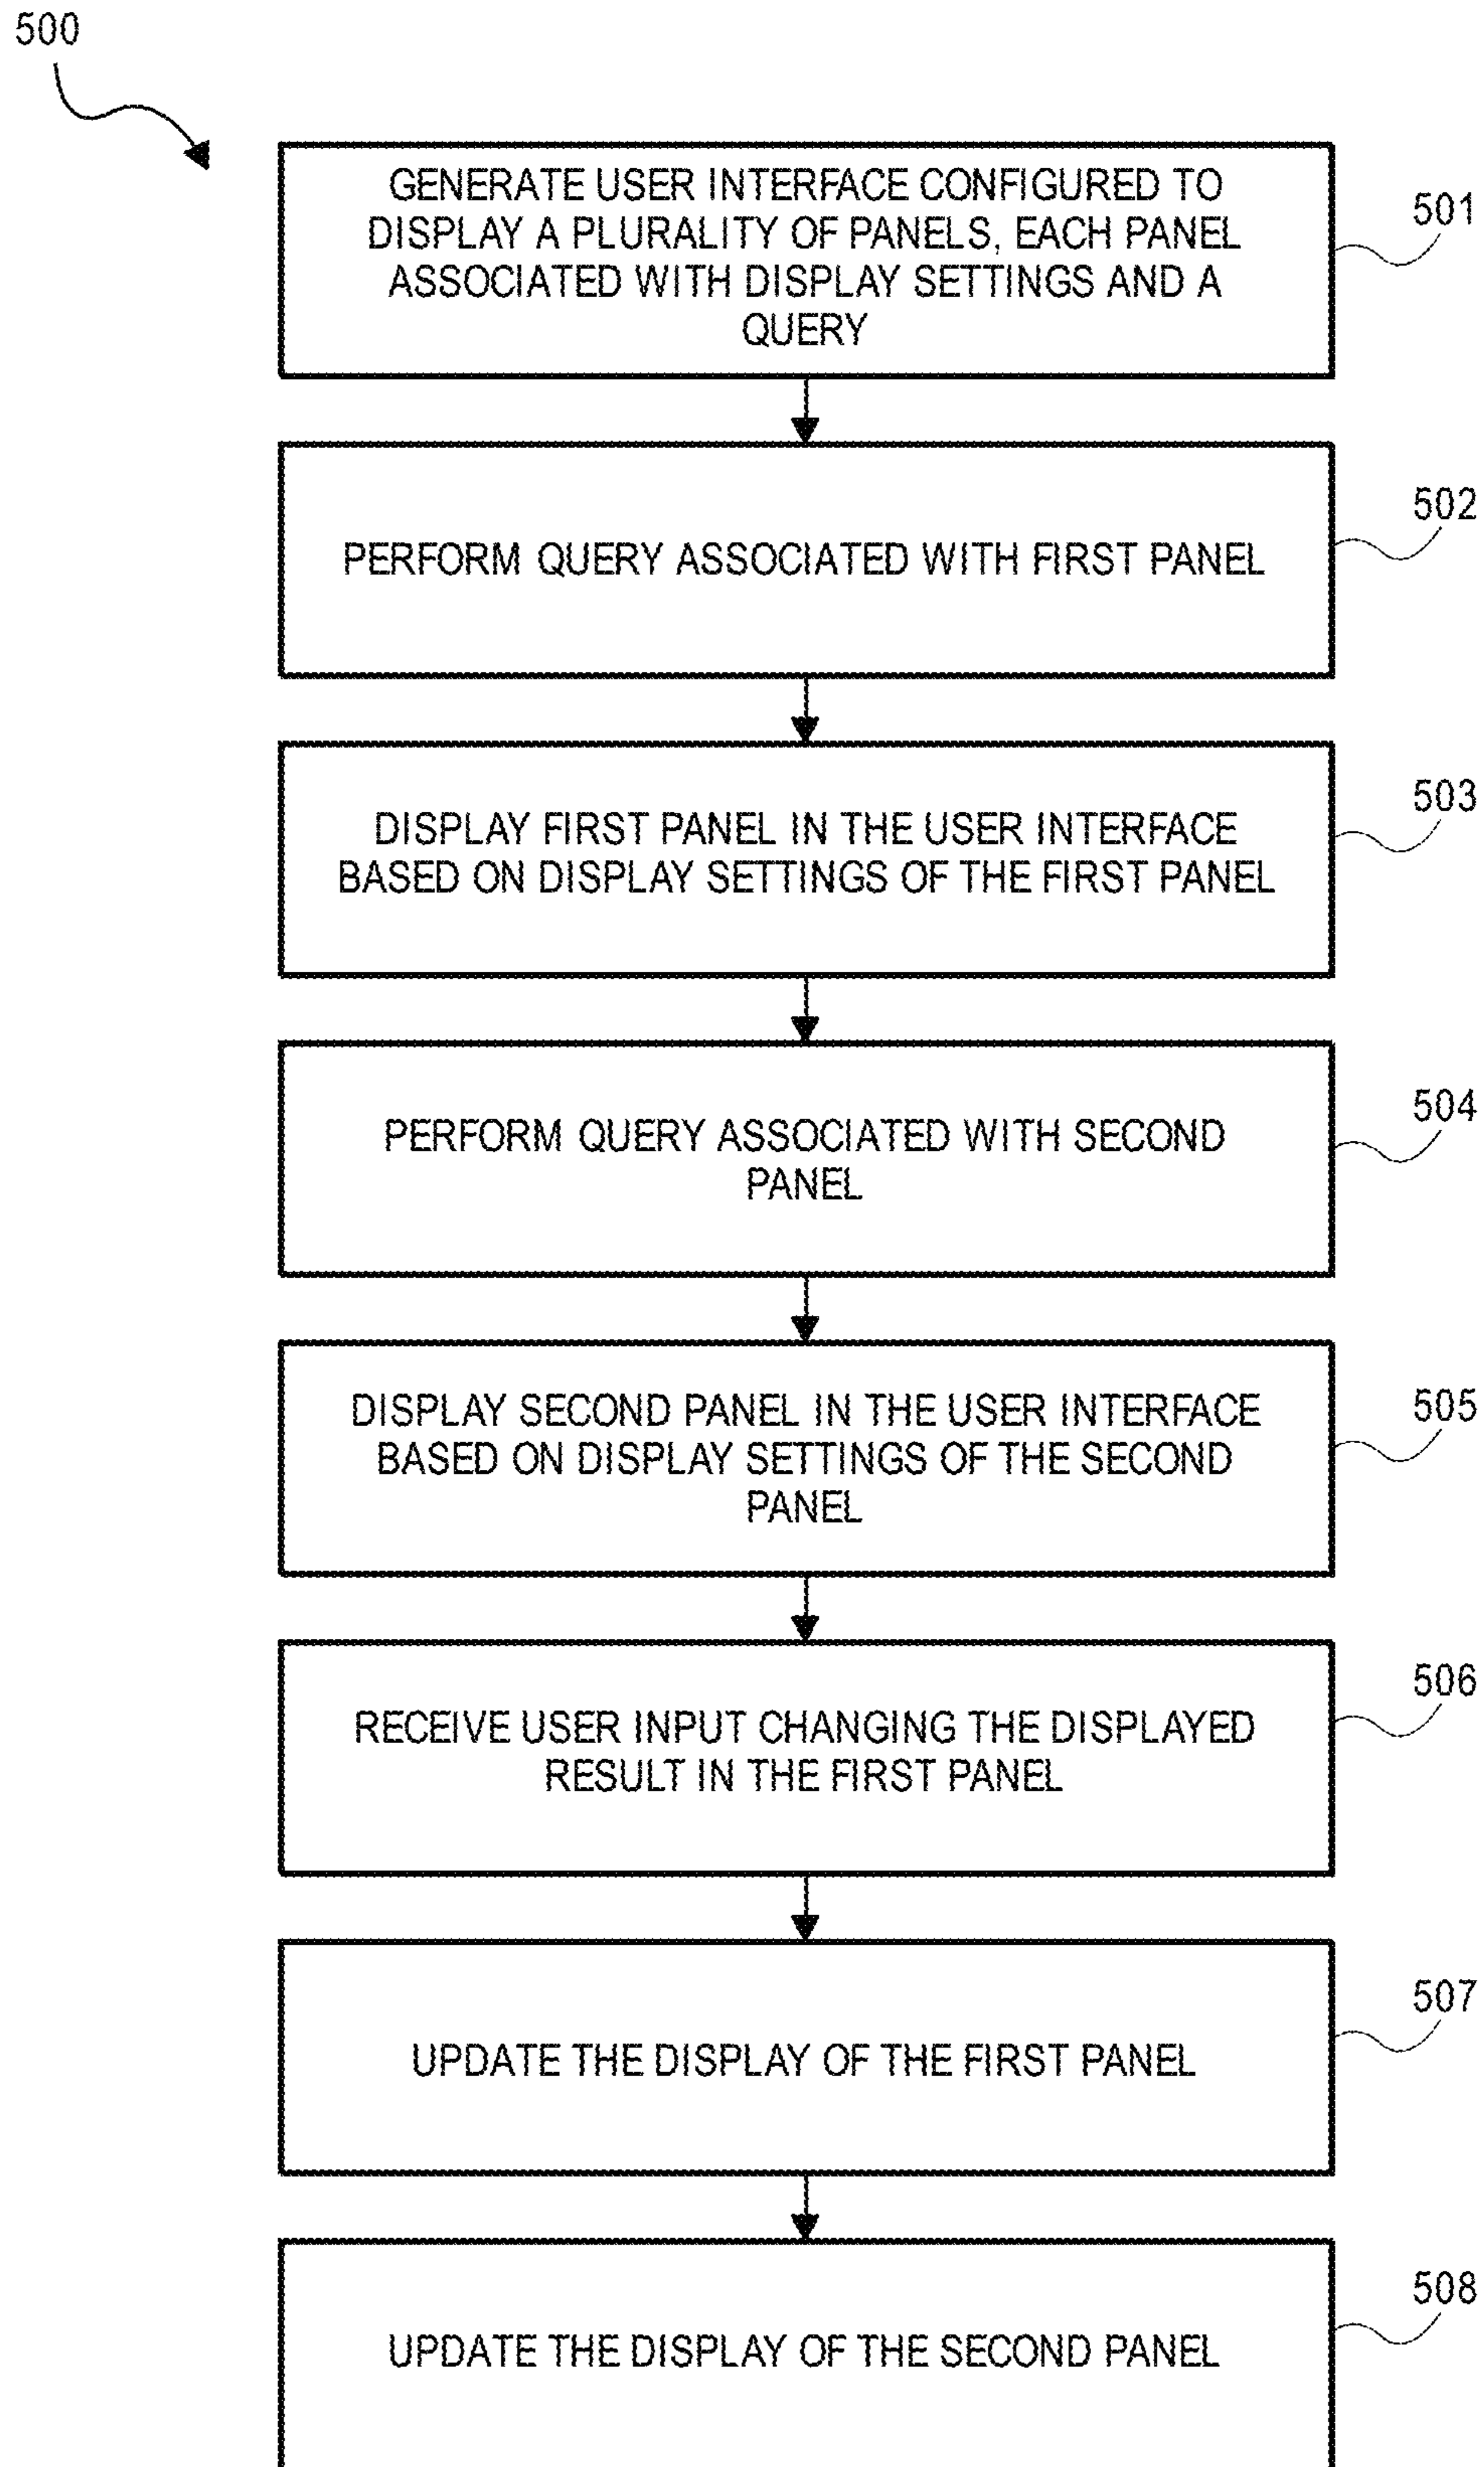 500
GENERATE USER INTERFACE CONFIGURED TO
DISPLAY A PLURALITY OF PANELS, EACH PANEL
ASSOCIATED WITH DISPLAY SETTINGS AND A
QUERY
501
PERFORM QUERY ASSOCIATED WITH FIRST PANEL
502
DISPLAY FIRST PANEL IN THE USER INTERFACE
BASED ON DISPLAY SETTINGS OF THE FIRST PANEL
503
PERFORM QUERY ASSOCIATED WITH SECOND
PANEL
504
DISPLAY SECOND PANEL IN THE USER INTERFACE
BASED ON DISPLAY SETTINGS OF THE SECOND
PANEL
505
RECEIVE USER INPUT CHANGING THE DISPLAYED
RESULT IN THE FIRST PANEL
506
UPDATE THE DISPLAY OF THE FIRST PANEL
507
UPDATE THE DISPLAY OF THE SECOND PANEL
508